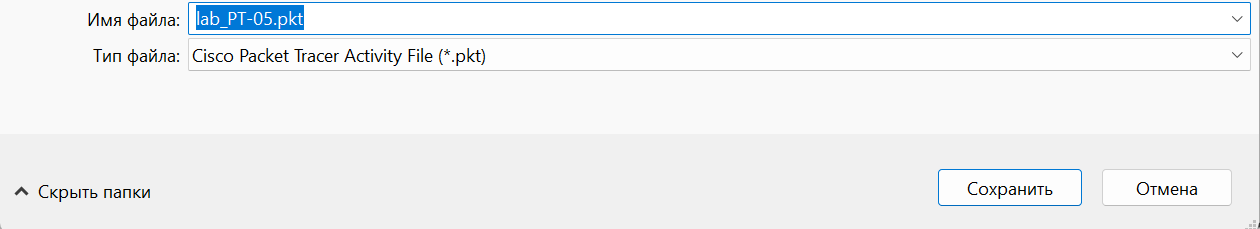 Имя файла: lab_PT-05.pkt
Тип файла: Cisco Packet Tracer Activity File (*.pkt)
Скрыть папки
Сохранить
Отмена